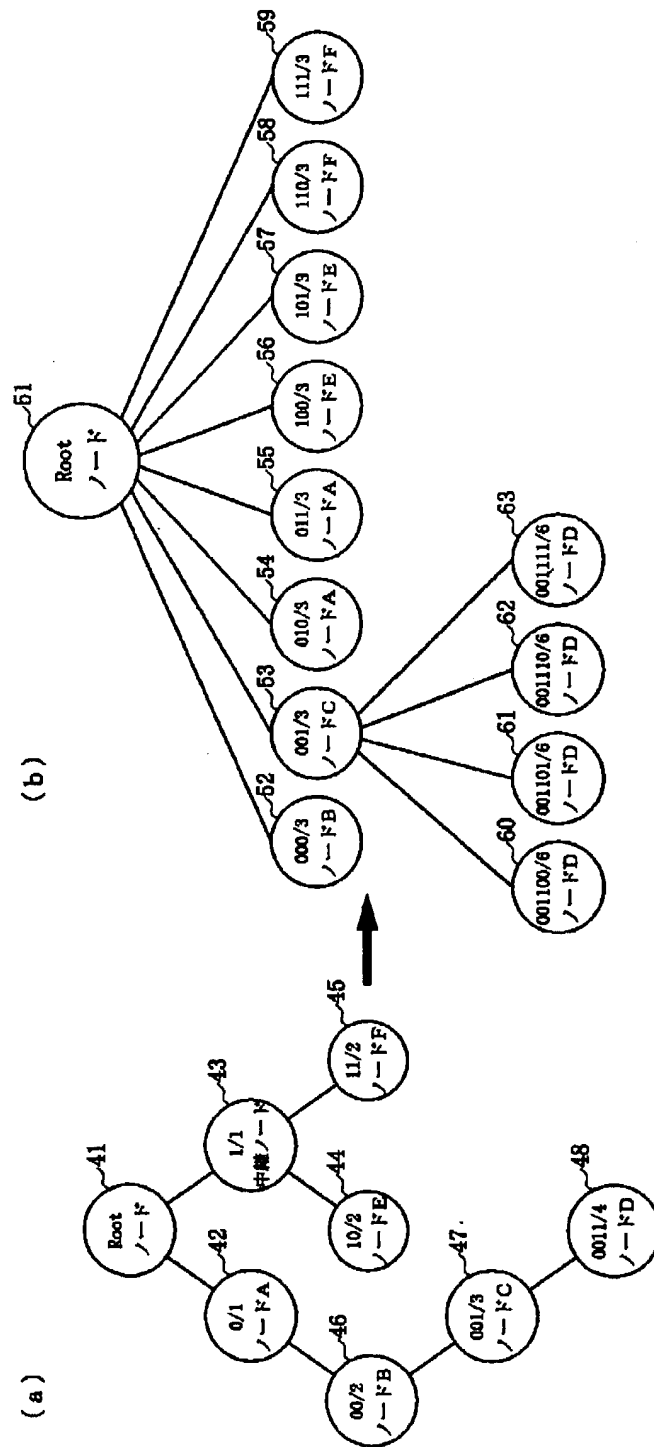 (a)
41
Root
ノード
42
0/1
ノードA
43
1/1
中継ノード
46
00/2
ノードB
44
10/2
ノードE
45
11/2
ノードF
47
001/3
ノードC
48
0011/4
ノードD
(b)
51
Root
ノード
52
000/3
ノードB
53
001/3
ノードC
54
010/3
ノードA
55
011/3
ノードA
56
100/3
ノードE
57
101/3
ノードE
58
110/3
ノードF
59
111/3
ノードF
60
001100/6
ノードD
61
001101/6
ノードD
62
001110/6
ノードD
63
001111/6
ノードD